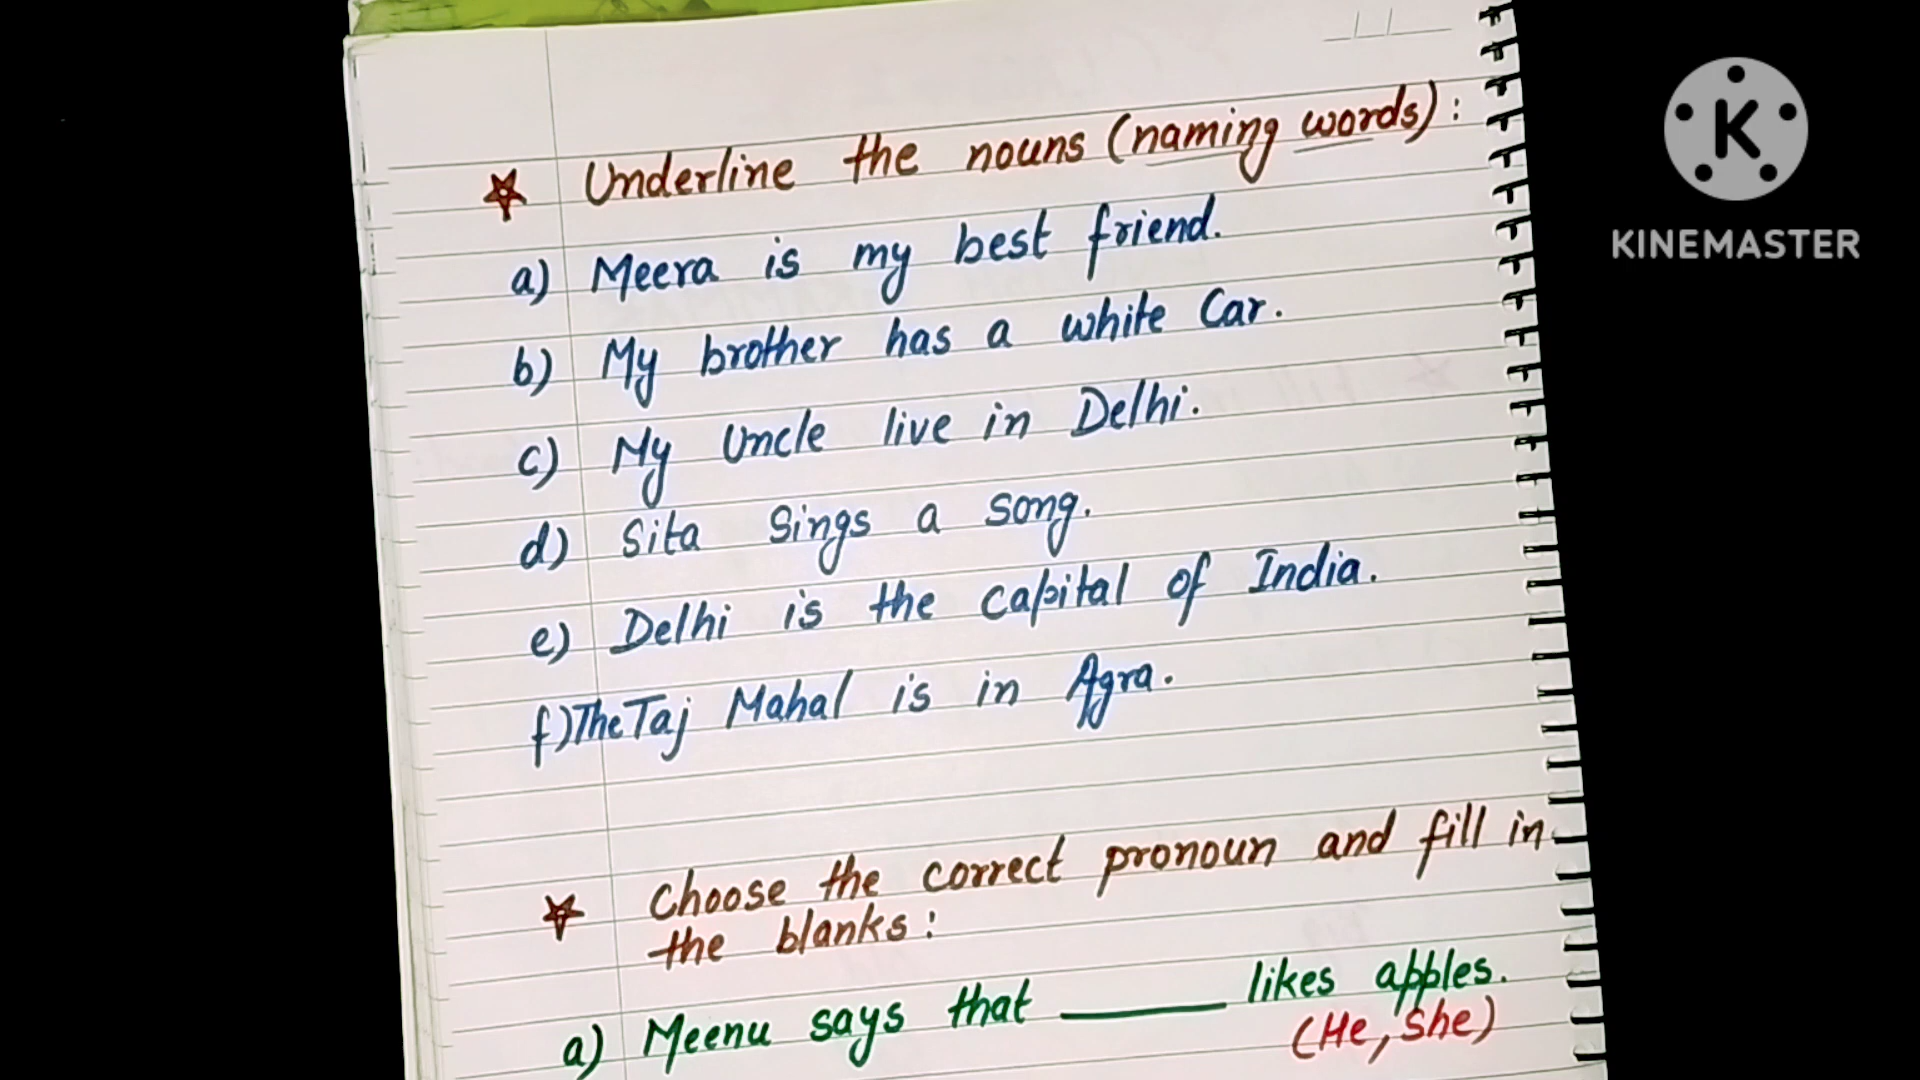 Underline the nouns (naming words):
a) Meera is my best friend.
b) My brother has a white Car.
c) My Uncle live in Delhi.
d) Sita Sings a song.
e) Delhi is the capital of India.
f) The Taj Mahal is in Agra.
Choose the correct pronoun and fill in
the blanks:
a) Meenu says that ______ likes apples.
(He, She)
K
KINEMASTER